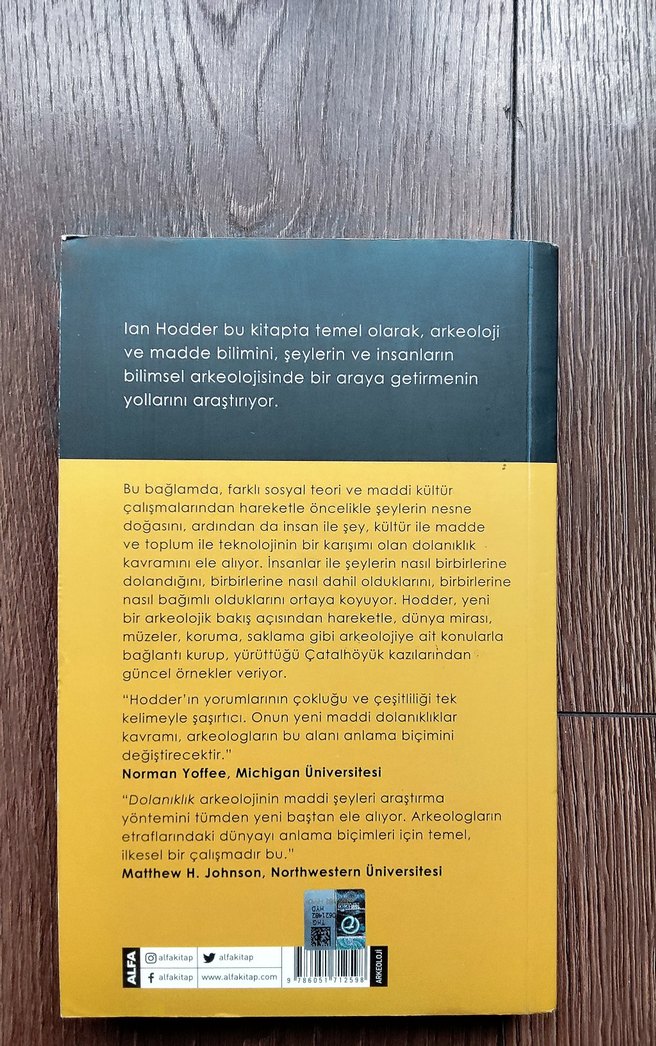 Ian Hodder bu kitapta temel olarak, arkeoloji
ve madde bilimini, şeylerin ve insanların
bilimsel arkeolojisinde bir araya getirmenin
yollarını araştırıyor.
Bu bağlamda, farklı sosyal teori ve maddi kültür
çalışmalarından hareketle öncelikle şeylerin nesne
doğasını, ardından da insan ile şey, kültür ile madde
ve toplum ile teknolojinin bir karışımı olan dolanıklık
kavramını ele alıyor. İnsanlar ile şeylerin nasıl birbirlerine
dolandığını, birbirlerine nasıl dahil olduklarını, birbirlerine
nasıl bağımlı olduklarını ortaya koyuyor. Hodder, yeni
bir arkeolojik bakış açısından hareketle, dünya mirası,
müzeler, koruma, saklama gibi arkeolojiye ait konularla
bağlantı kurup, yürüttüğü Çatalhöyük kazılarından
güncel örnekler veriyor.
“Hodder’ın yorumlarının çokluğu ve çeşitliliği tek
kelimeyle şaşırtıcı. Onun yeni maddi dolanıklıklar
kavramı, arkeologların bu alanı anlama biçimini
değiştirecektir.”
Norman Yoffee, Michigan Üniversitesi
“Dolanıklık arkeolojinin maddi şeyleri araştırma
yöntemini tümden yeni baştan ele alıyor. Arkeologların
etraflarındaki dünyayı anlama biçimleri için temel,
ilkesel bir çalışmadır bu.”
Matthew H. Johnson, Northwestern Üniversitesi
THG
HYD
0621482
ALFA
alfakitap
alfakitap
alfakitap
www.alfakitap.com
9 786051 712598
ARKEOLOJİ